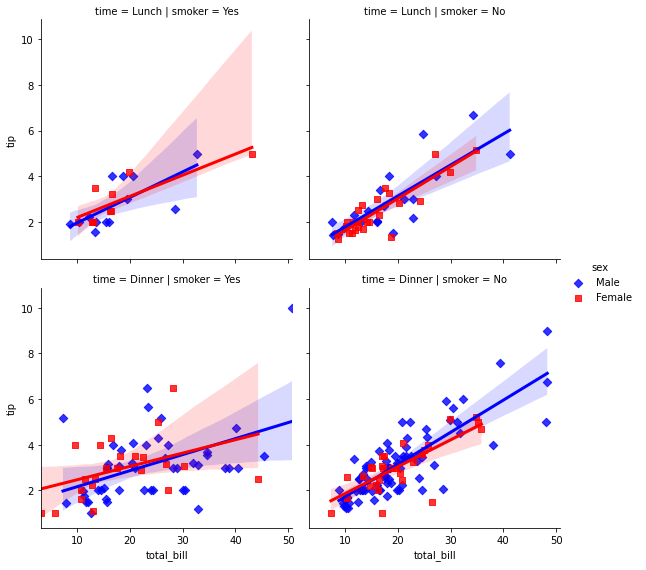 time = Lunch | smoker = Yes
time = Lunch | smoker = No
10
8
6
4
2
tip
sex
Male
Female
time = Dinner | smoker = Yes
time = Dinner | smoker = No
10
8
6
4
2
tip
10 20 30 40 50
10 20 30 40 50
total_bill
total_bill